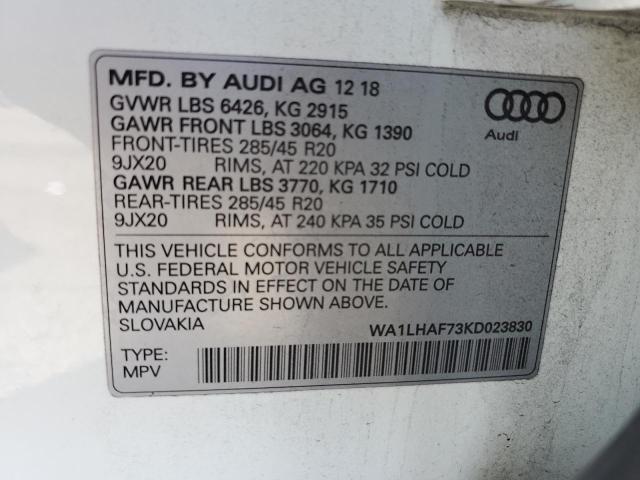 MFD. BY AUDI AG 12 18
GVWR LBS 6426, KG 2915
GAWR FRONT LBS 3064, KG 1390
FRONT-TIRES 285/45 R20
9JX20 RIMS, AT 220 KPA 32 PSI COLD
GAWR REAR LBS 3770, KG 1710
REAR-TIRES 285/45 R20
9JX20 RIMS, AT 240 KPA 35 PSI COLD
Audi
THIS VEHICLE CONFORMS TO ALL APPLICABLE
U.S. FEDERAL MOTOR VEHICLE SAFETY
STANDARDS IN EFFECT ON THE DATE OF
MANUFACTURE SHOWN ABOVE.
SLOVAKIA WA1LHAF73KD023830
TYPE:
MPV